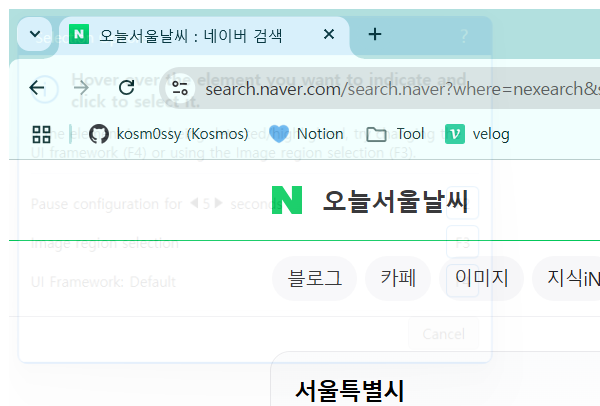 오늘서울날씨 : 네이버 검색
Selection Options ?
search.naver.com/search.naver?where=nexearch&s
Hover over the element you want to indicate and
click to select it.
kosm0ssy (Kosmos) Notion Tool velog
UI framework (F4) or using the Image region selection (F3).
N 오늘서울날씨
Pause configuration for 5 seconds
Image region selection F3
블로그 카페 이미지 지식iN
UI Framework: Default
Cancel
서울특별시